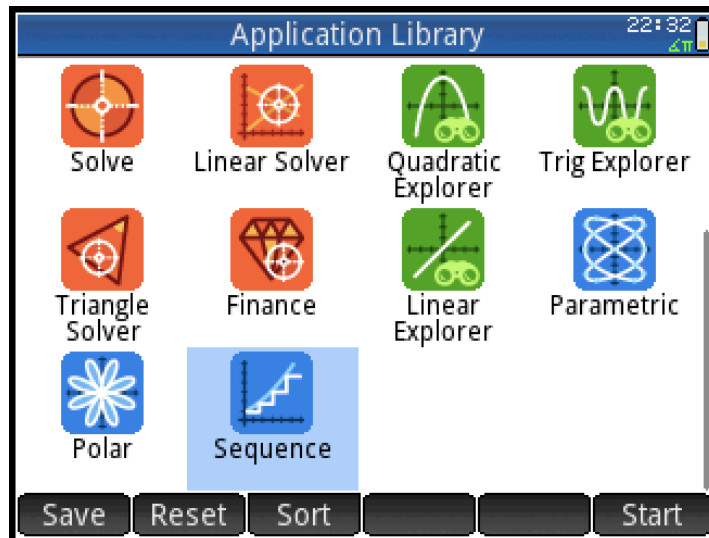 Application Library
22:32
∡π
Solve
Linear Solver
Quadratic
Explorer
Trig Explorer
Triangle
Solver
Finance
Linear
Explorer
Parametric
Polar
Sequence
Save
Reset
Sort
Start